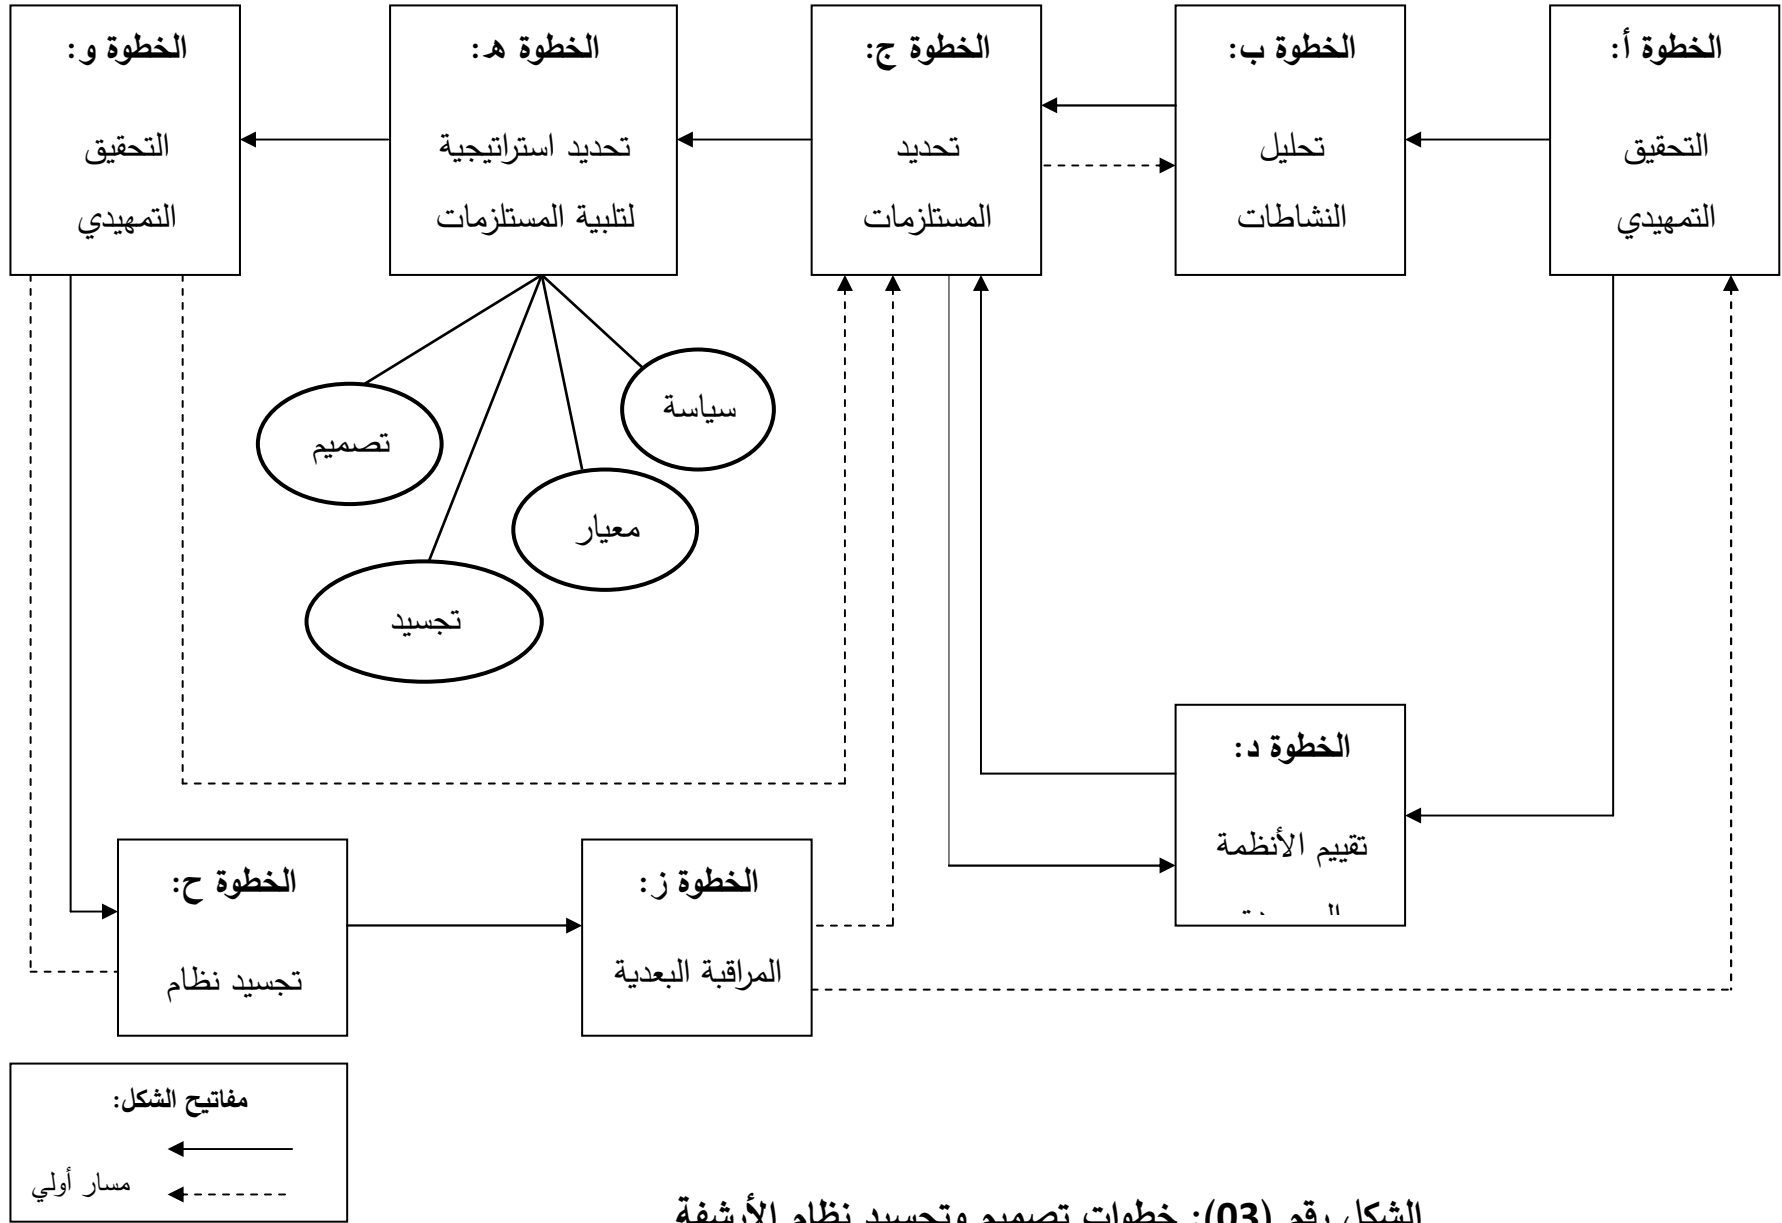 الخطوة أ:
التحقيق
التمهيدي
الخطوة ب:
تحليل
النشاطات
الخطوة ج:
تحديد
المستلزمات
الخطوة ه:
تحديد استراتيجية
لتلبية المستلزمات
الخطوة و:
التحقيق
التمهيدي
سياسة
تصميم
معيار
تجسيد
الخطوة د:
تقييم الأنظمة
الخطوة ز:
المراقبة البعدية
الخطوة ح:
تجسيد نظام
مفاتيح الشكل:
مسار أولي
الشكل رقم (03): خطوات تصميم وتجسيد نظام الأرشفة